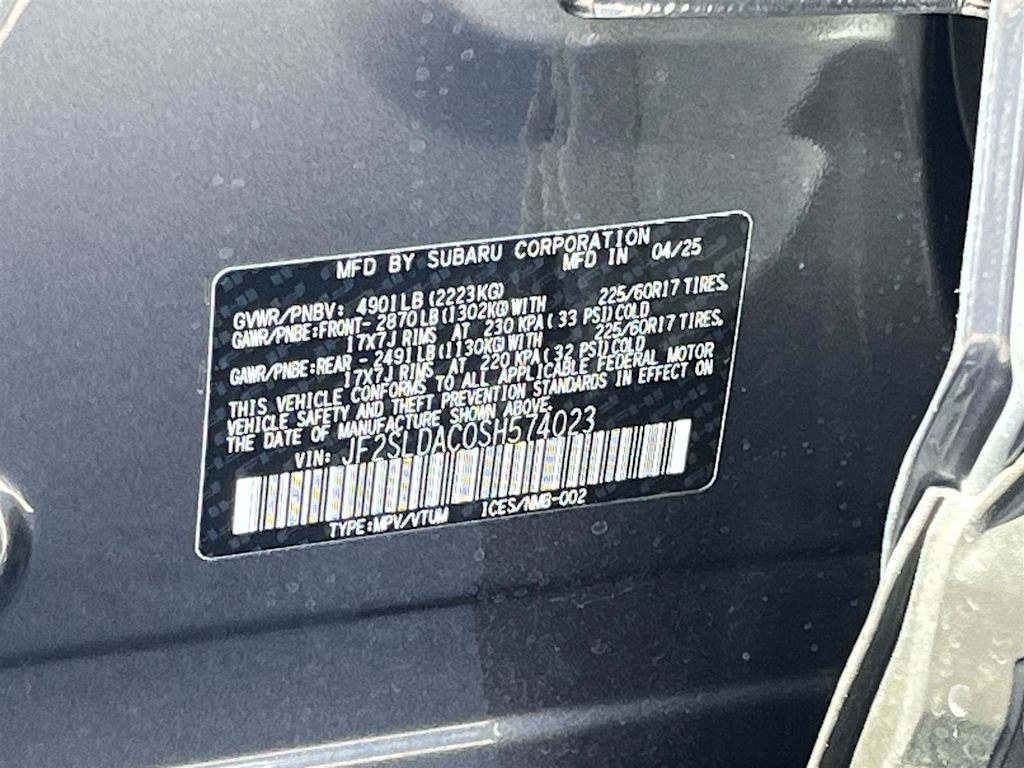 MFD BY SUBARU CORPORATION
MFD IN 04/25
GVWR/PNBV: 4901LB(2223KG)
GAWR/PNBE:FRONT- 2870LB(1302KG)WITH 225/60R17 TIRES,
17X7J RIMS AT 230 KPA( 33 PSI)COLD
GAWR/PNBE:REAR - 2491LB(1130KG)WITH 225/60R17 TIRES,
17X7J RIMS AT 220 KPA( 32 PSI)COLD
THIS VEHICLE CONFORMS TO ALL APPLICABLE FEDERAL MOTOR
VEHICLE SAFETY AND THEFT PREVENTION STANDARDS IN EFFECT ON
THE DATE OF MANUFACTURE SHOWN ABOVE.
VIN: JF2SLDAC0SH574023
TYPE:MPV/VTUM ICES/NMB-002